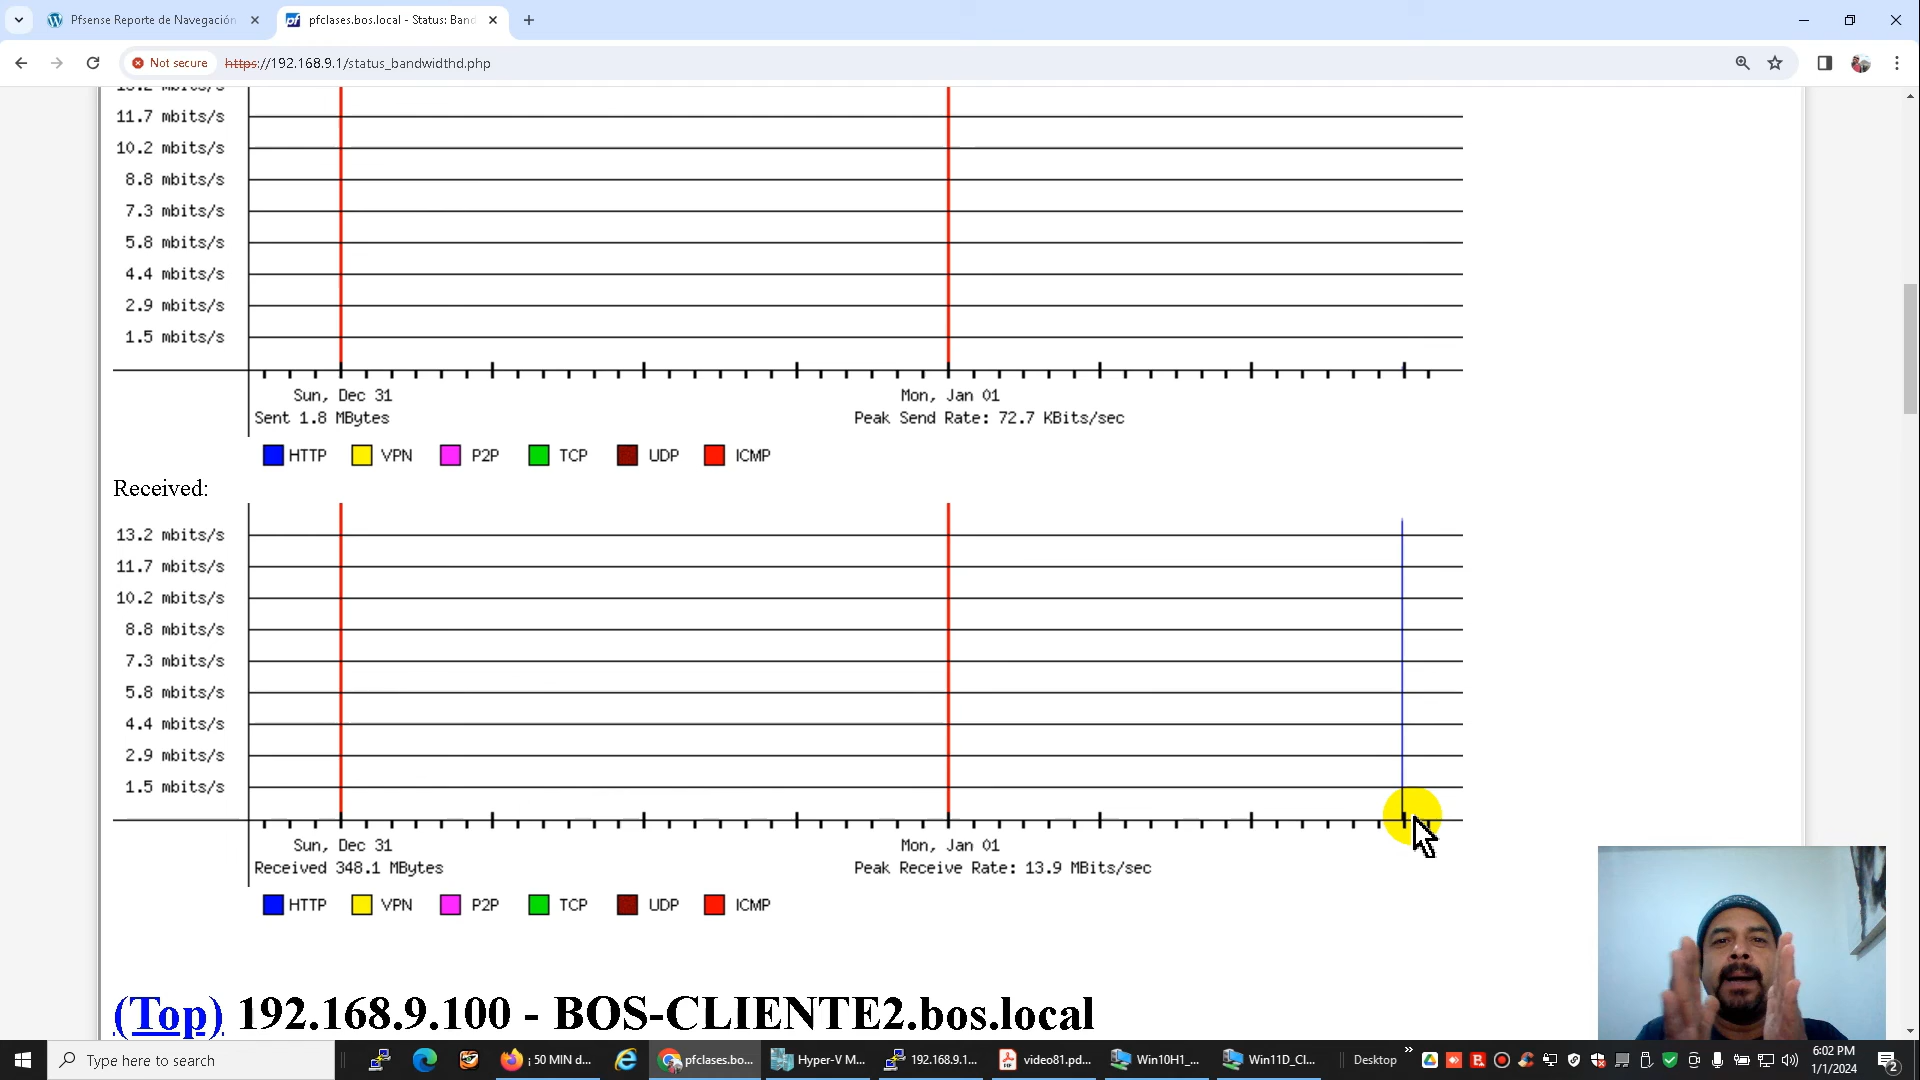 Pfsense Reporte de Navegación
pfclases.bos.local - Status: Band
Not secure
https://192.168.9.1/status_bandwidthd.php
13.2 mbits/s
11.7 mbits/s
10.2 mbits/s
8.8 mbits/s
7.3 mbits/s
5.8 mbits/s
4.4 mbits/s
2.9 mbits/s
1.5 mbits/s
Sun, Dec 31
Mon, Jan 01
Sent 1.8 MBytes
Peak Send Rate: 72.7 KBits/sec
HTTP VPN P2P TCP UDP ICMP
Received:
13.2 mbits/s
11.7 mbits/s
10.2 mbits/s
8.8 mbits/s
7.3 mbits/s
5.8 mbits/s
4.4 mbits/s
2.9 mbits/s
1.5 mbits/s
Sun, Dec 31
Mon, Jan 01
Received 348.1 MBytes
Peak Receive Rate: 13.9 MBits/sec
HTTP VPN P2P TCP UDP ICMP
(Top) 192.168.9.100 - BOS-CLIENTE2.bos.local
Type here to search
¡ 50 MIN d...
pfclases.bo...
Hyper-V M...
192.168.9.1...
video81.pd...
Win10H1_...
Win11D_Cl...
Desktop
6:02 PM
1/1/2024
2